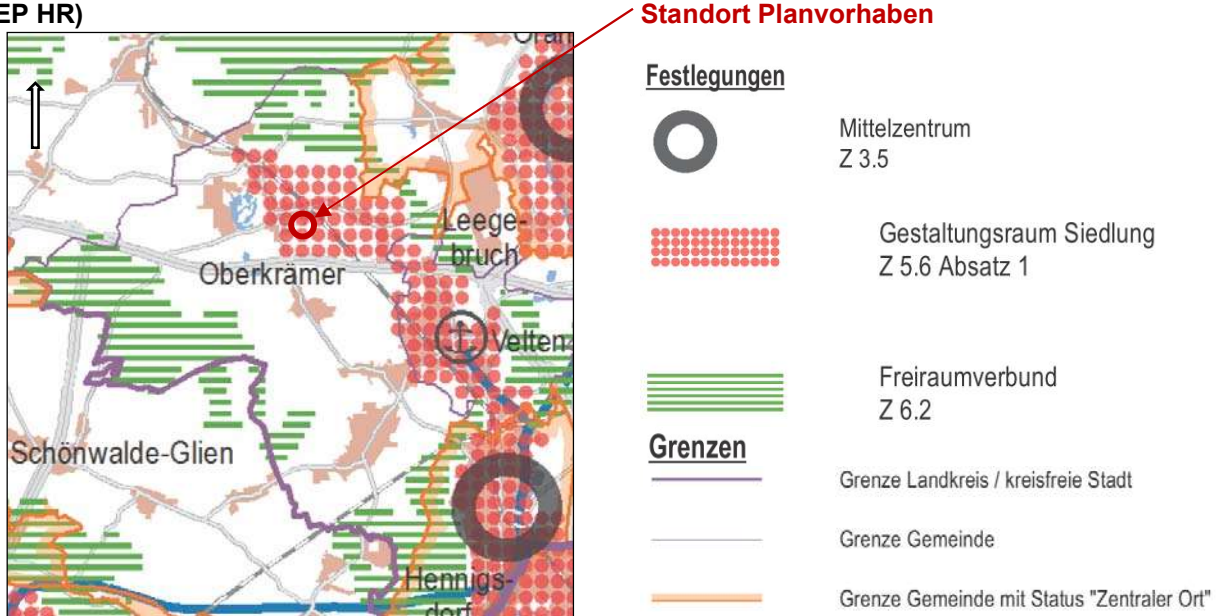 EP HR)
Standort Planvorhaben
Oran
Leege-
bruch
Oberkrämer
Velten
Schönwalde-Glien
Hennigs-
dorf
Festlegungen
Mittelzentrum
Z 3.5
Gestaltungsraum Siedlung
Z 5.6 Absatz 1
Freiraumverbund
Z 6.2
Grenzen
Grenze Landkreis / kreisfreie Stadt
Grenze Gemeinde
Grenze Gemeinde mit Status "Zentraler Ort"